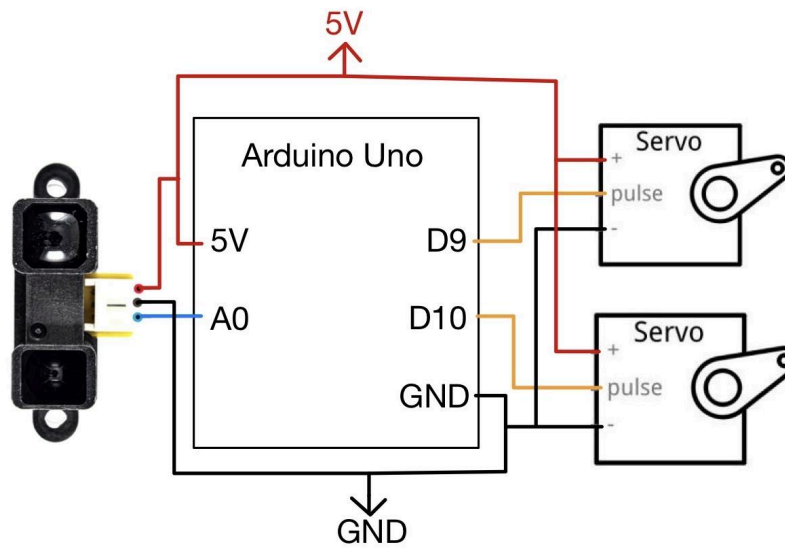 5V
Arduino Uno
5V
A0
D9
D10
GND
Servo
+
pulse
-
Servo
+
pulse
-
GND